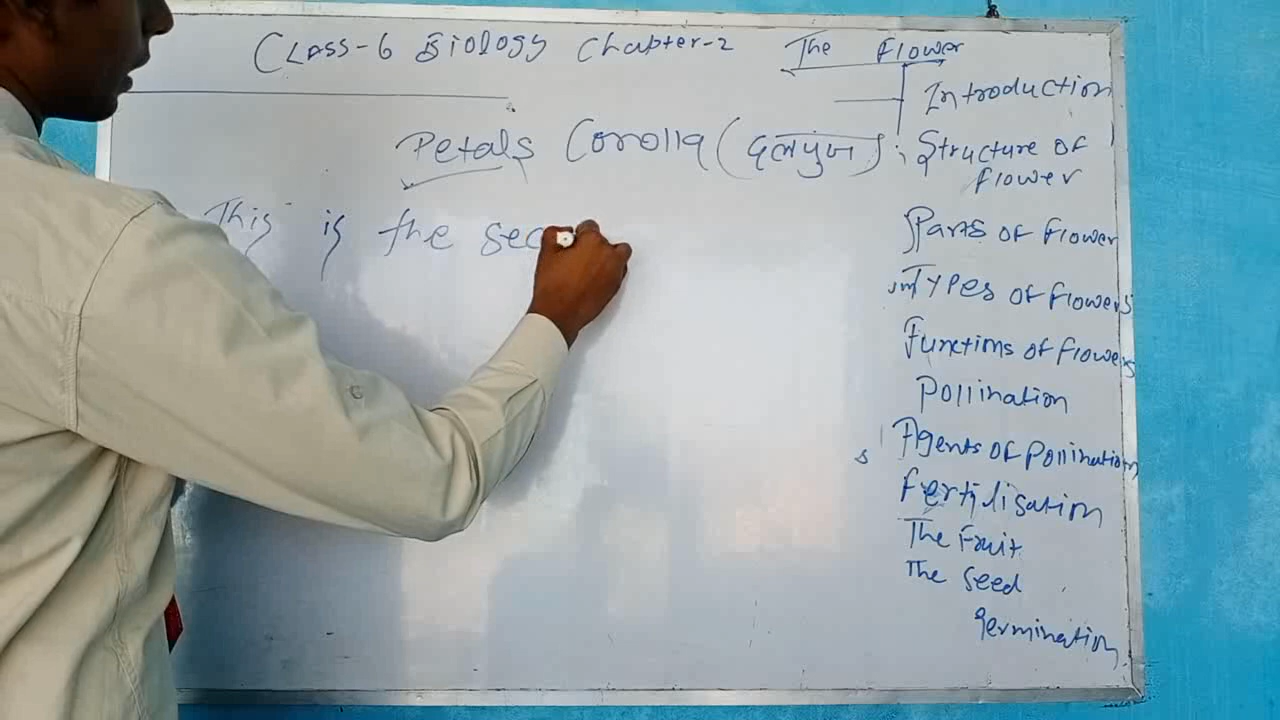 CLASS-6 Biology Chapter-2 The Flower
Introduction
Petals Corolla (दलपुंज)
Structure of
flower
This is the sec
Parts of flower
Types of flowers
Functions of flowers
Pollination
Agents of pollination
fertilisation
The Fruit
The seed
germination